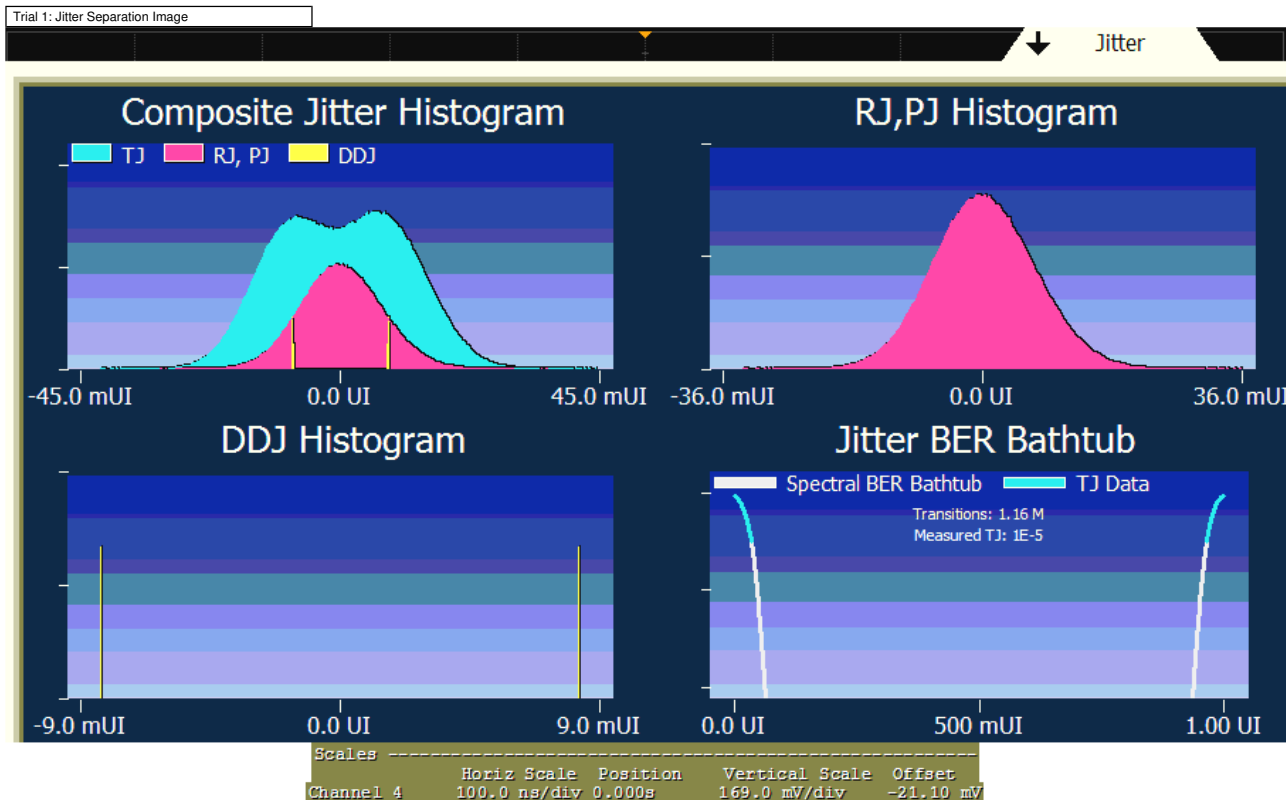 Trial 1: Jitter Separation Image
Jitter
Composite Jitter Histogram
TJ RJ, PJ DDJ
-45.0 mUI 0.0 UI 45.0 mUI
RJ,PJ Histogram
-36.0 mUI 0.0 UI 36.0 mUI
DDJ Histogram
-9.0 mUI 0.0 UI 9.0 mUI
Jitter BER Bathtub
Spectral BER Bathtub TJ Data
Transitions: 1.16 M
Measured TJ: 1E-5
0.0 UI 500 mUI 1.00 UI
Scales --------------------------------------------------------
Horiz Scale Position Vertical Scale Offset
Channel 4 100.0 ns/div 0.000s 169.0 mV/div -21.10 mV